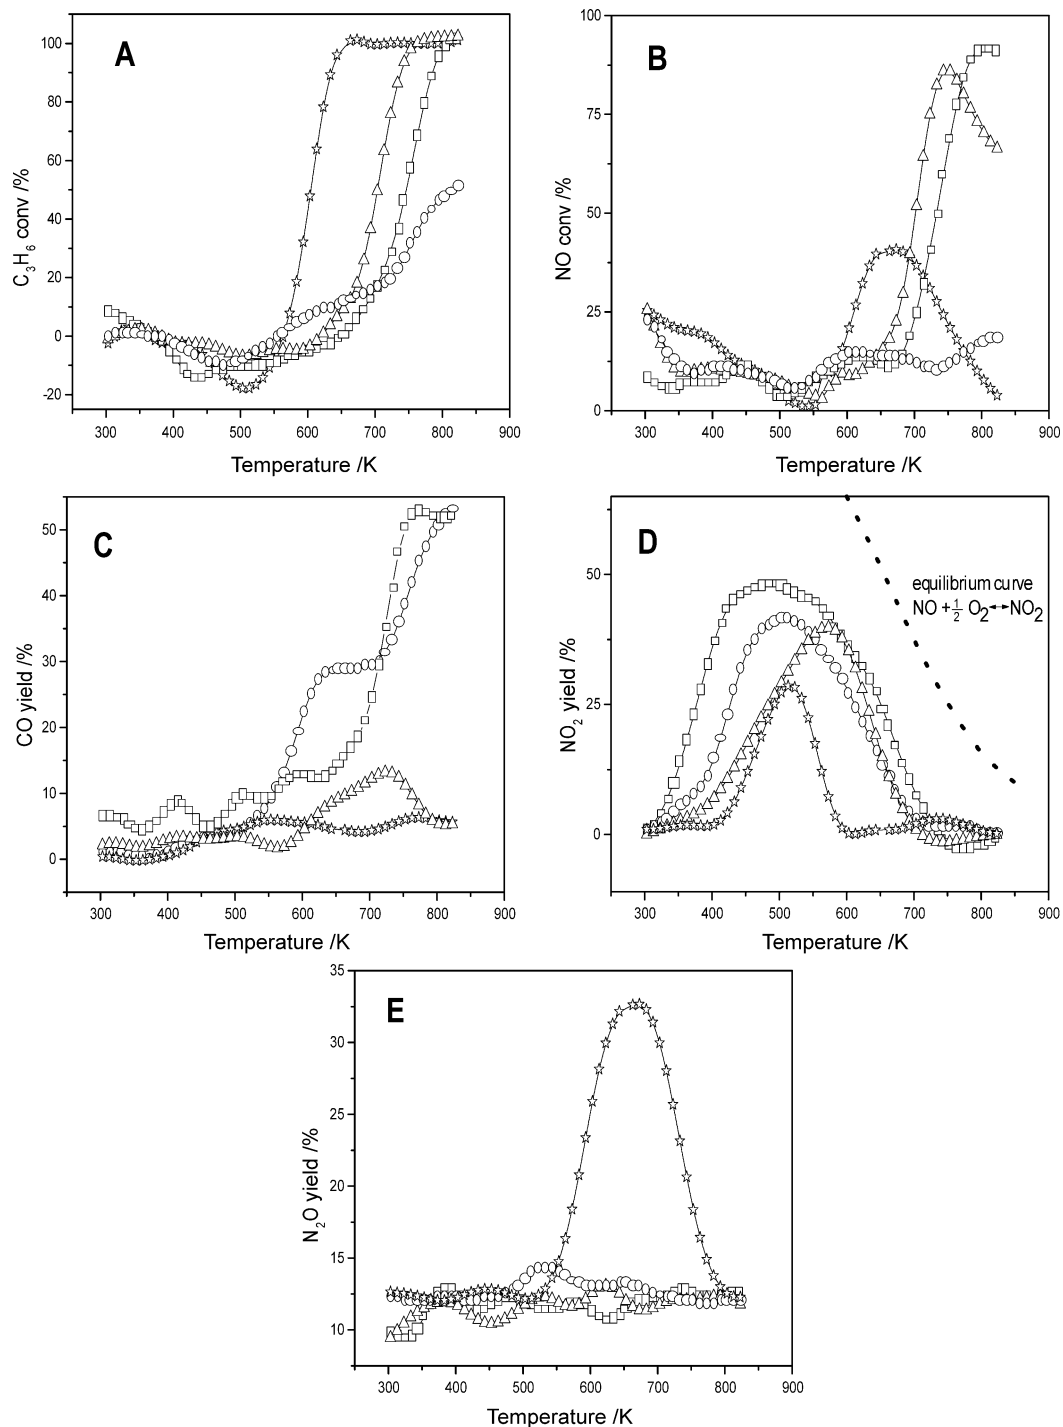 A
C3H6 conv /%
100
80
60
40
20
0
-20
300 400 500 600 700 800 900
Temperature /K
B
NO conv /%
100
75
50
25
0
300 400 500 600 700 800 900
Temperature /K
C
CO yield /%
50
40
30
20
10
0
300 400 500 600 700 800 900
Temperature /K
D
NO2 yield /%
50
25
0
equilibrium curve
NO + 1/2 O2 ↔ NO2
300 400 500 600 700 800 900
Temperature /K
E
N2O yield /%
35
30
25
20
15
10
300 400 500 600 700 800 900
Temperature /K